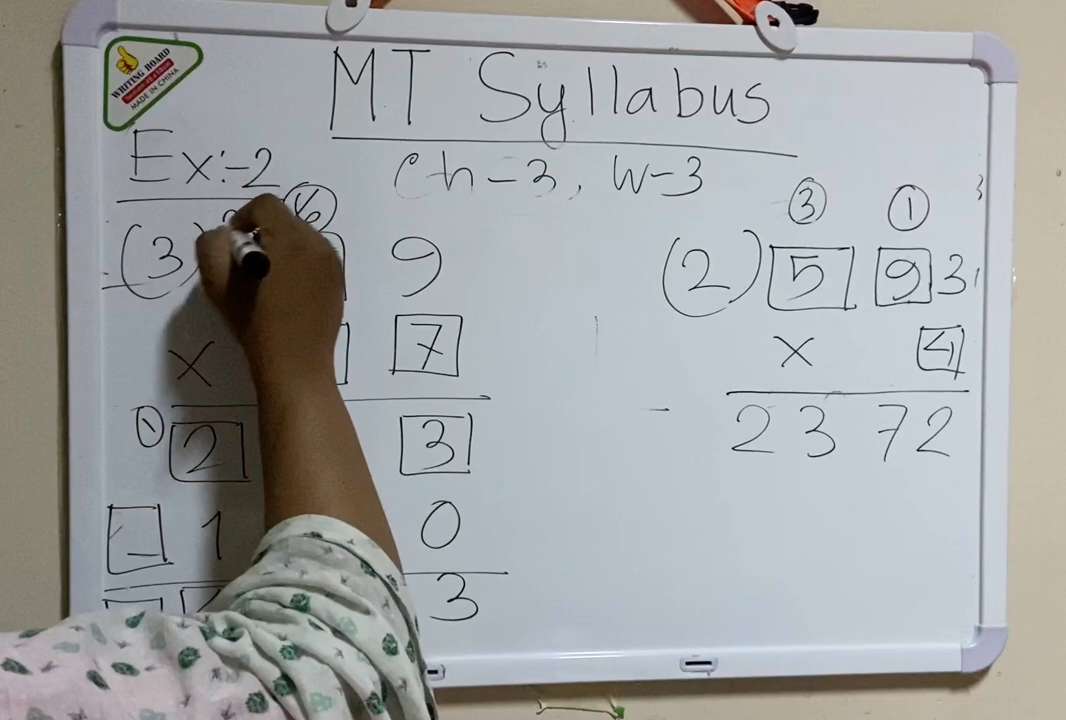 WRITING BOARD
MADE IN CHINA
MT Syllabus
Ex:-2
Ch-3, W-3
(3) 6 9
× 7
1 2 3
1 0
3
3 1
(2) 5 9 3
× 4
2 3 7 2